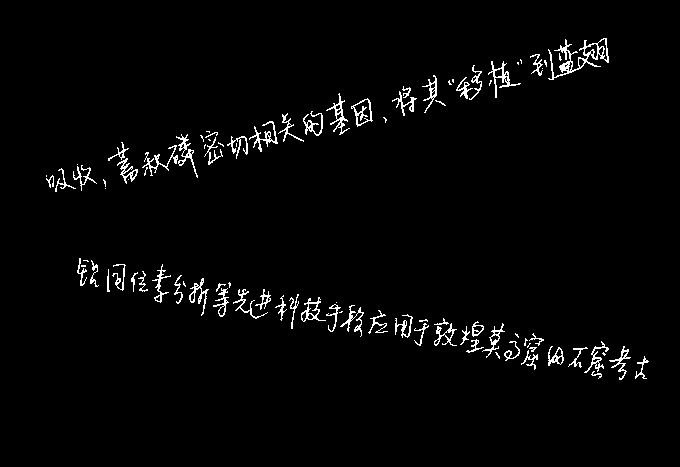 吸收,蓄积磷密切相关的基因,将其“移植”到蓝翅
铅同位素分析等先进科技手段应用于敦煌莫高窟的石窟考古